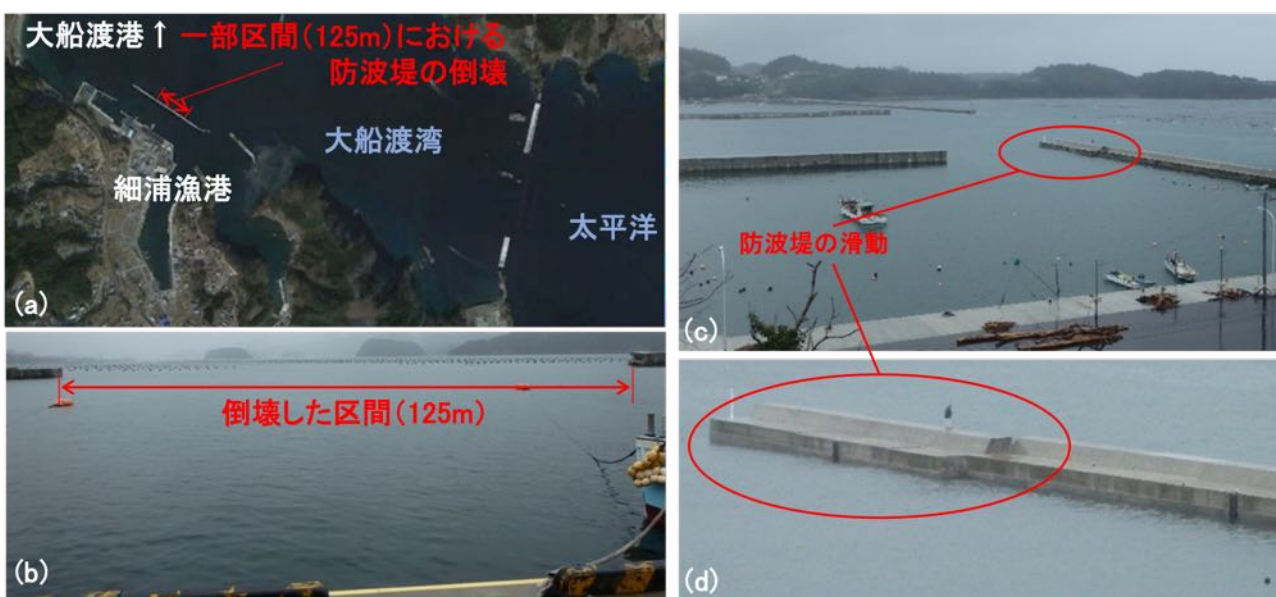 大船渡港↑
一部区間(125m)における
防波堤の倒壊
大船渡湾
細浦漁港
太平洋
(a)
倒壊した区間(125m)
(b)
防波堤の滑動
(c)
(d)